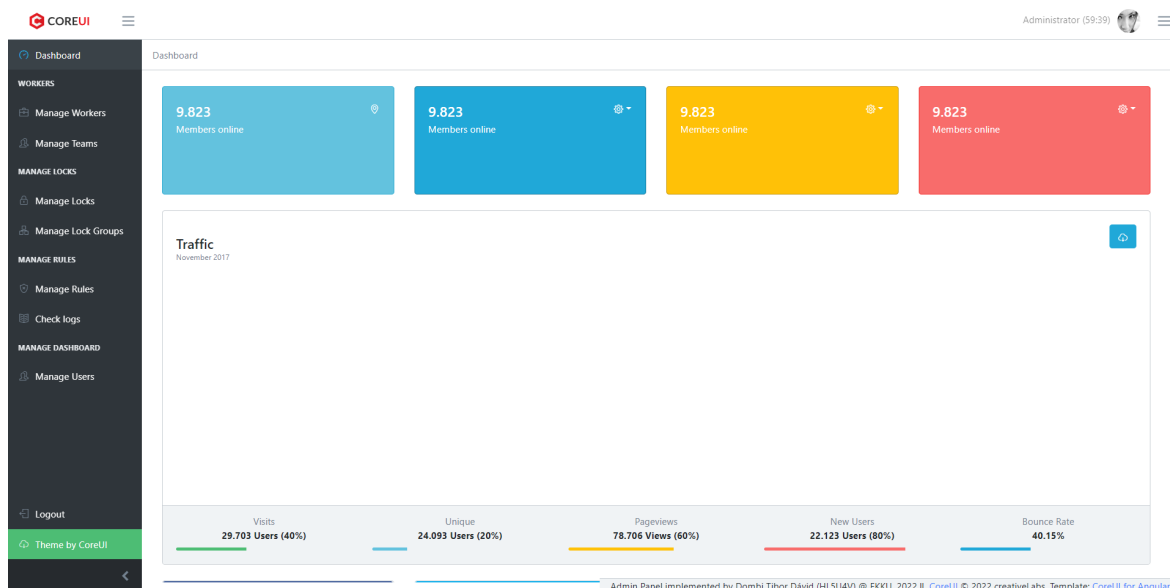 COREUI
Administrator (59:39)
Dashboard
Dashboard
WORKERS
Manage Workers
Manage Teams
MANAGE LOCKS
Manage Locks
Manage Lock Groups
MANAGE RULES
Manage Rules
Check logs
MANAGE DASHBOARD
Manage Users
Logout
Theme by CoreUI
9.823
Members online
9.823
Members online
9.823
Members online
9.823
Members online
Traffic
November 2017
Visits
29.703 Users (40%)
Unique
24.093 Users (20%)
Pageviews
78.706 Views (60%)
New Users
22.123 Users (80%)
Bounce Rate
40.15%
Admin Panel implemented by Dombi Tibor Dávid (HL5U4V) @ EKKU, 2022 II. CoreUI © 2022 creativeLabs. Template: CoreUI for Angular